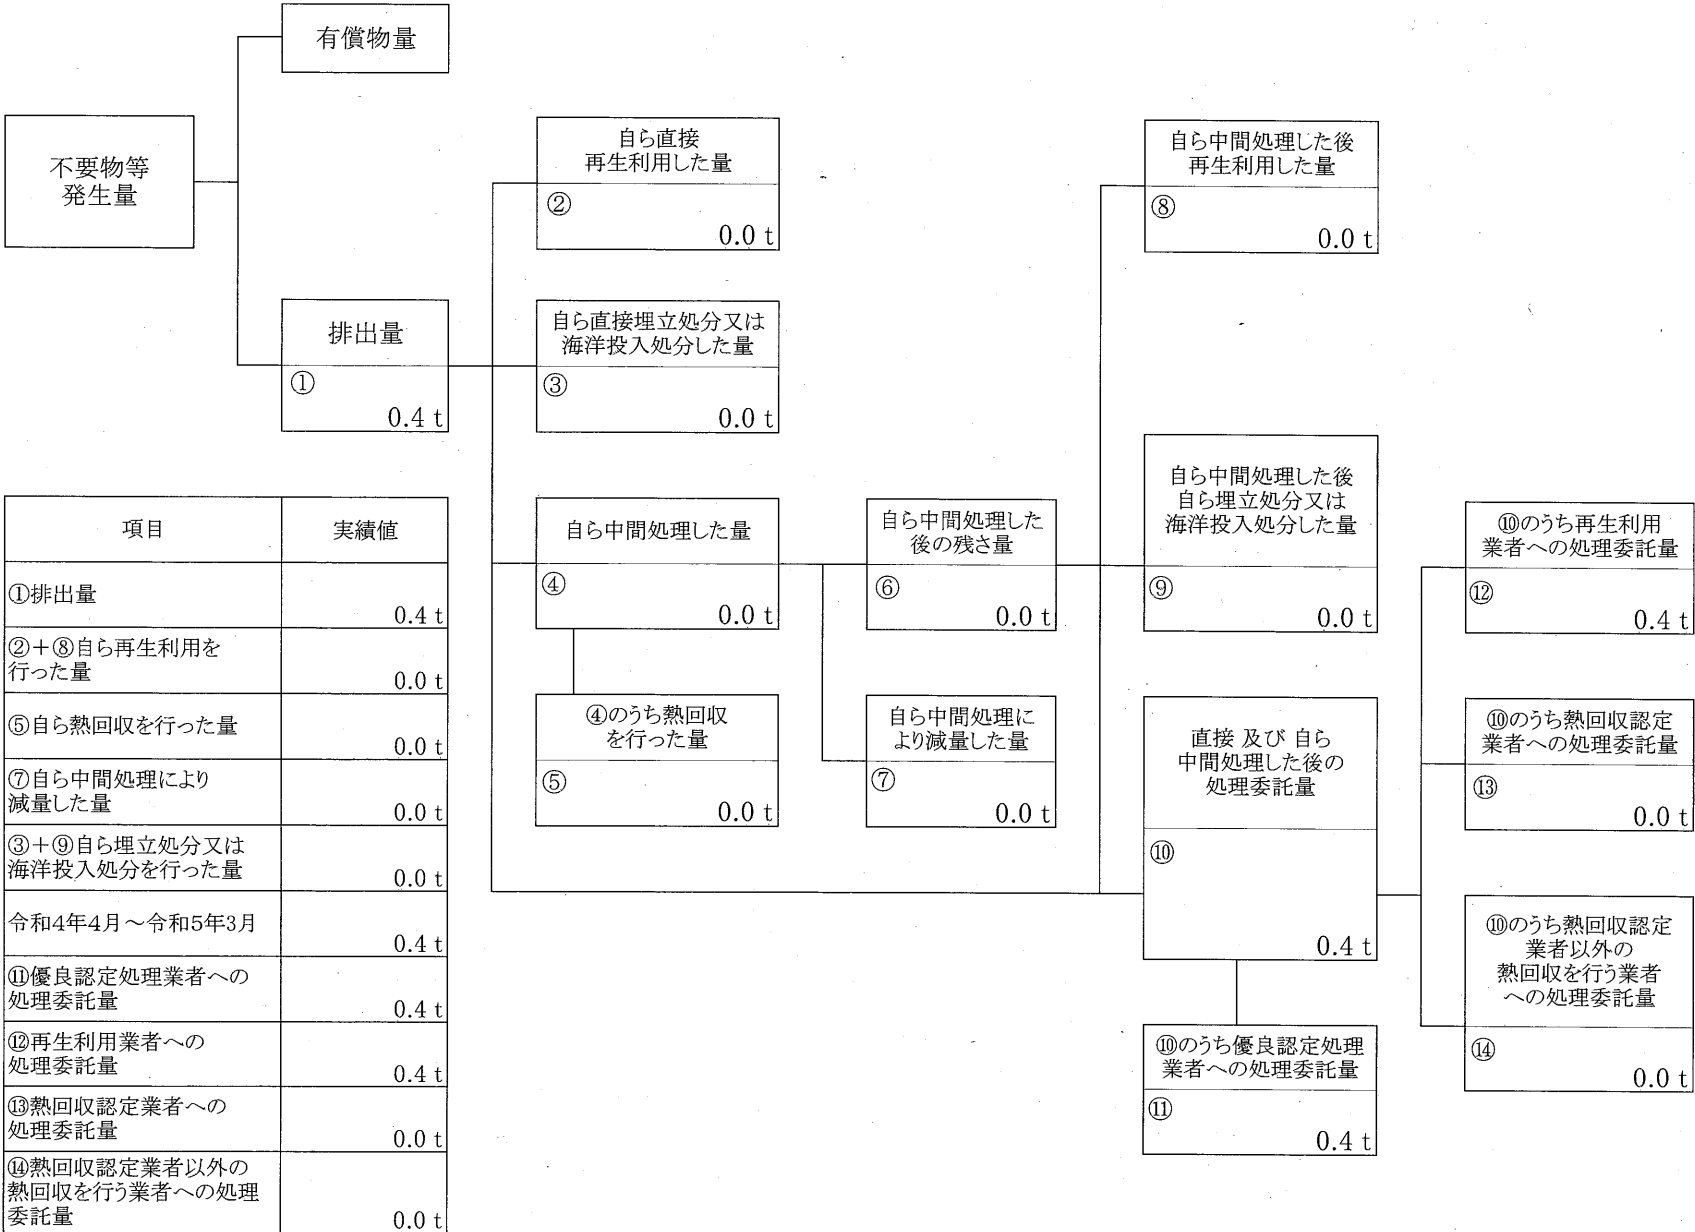 有償物量
不要物等
発生量
排出量
①
0.4 t
自ら直接
再生利用した量
②
0.0 t
自ら直接埋立処分又は
海洋投入処分した量
③
0.0 t
自ら中間処理した量
④
0.0 t
④のうち熱回収
を行った量
⑤
0.0 t
自ら中間処理した
後の残さ量
⑥
0.0 t
自ら中間処理に
より減量した量
⑦
0.0 t
自ら中間処理した後
再生利用した量
⑧
0.0 t
自ら中間処理した後
自ら埋立処分又は
海洋投入処分した量
⑨
0.0 t
直接 及び 自ら
中間処理した後の
処理委託量
⑩
0.4 t
⑩のうち優良認定処理
業者への処理委託量
⑪
0.4 t
⑩のうち再生利用
業者への処理委託量
⑫
0.4 t
⑩のうち熱回収認定
業者への処理委託量
⑬
0.0 t
⑩のうち熱回収認定
業者以外の
熱回収を行う業者
への処理委託量
⑭
0.0 t
項目 実績値
①排出量
0.4 t
②＋⑧自ら再生利用を
行った量
0.0 t
⑤自ら熱回収を行った量
0.0 t
⑦自ら中間処理により
減量した量
0.0 t
③＋⑨自ら埋立処分又は
海洋投入処分を行った量
0.0 t
令和4年4月～令和5年3月
0.4 t
⑪優良認定処理業者への
処理委託量
0.4 t
⑫再生利用業者への
処理委託量
0.4 t
⑬熱回収認定業者への
処理委託量
0.0 t
⑭熱回収認定業者以外の
熱回収を行う業者への処理
委託量
0.0 t